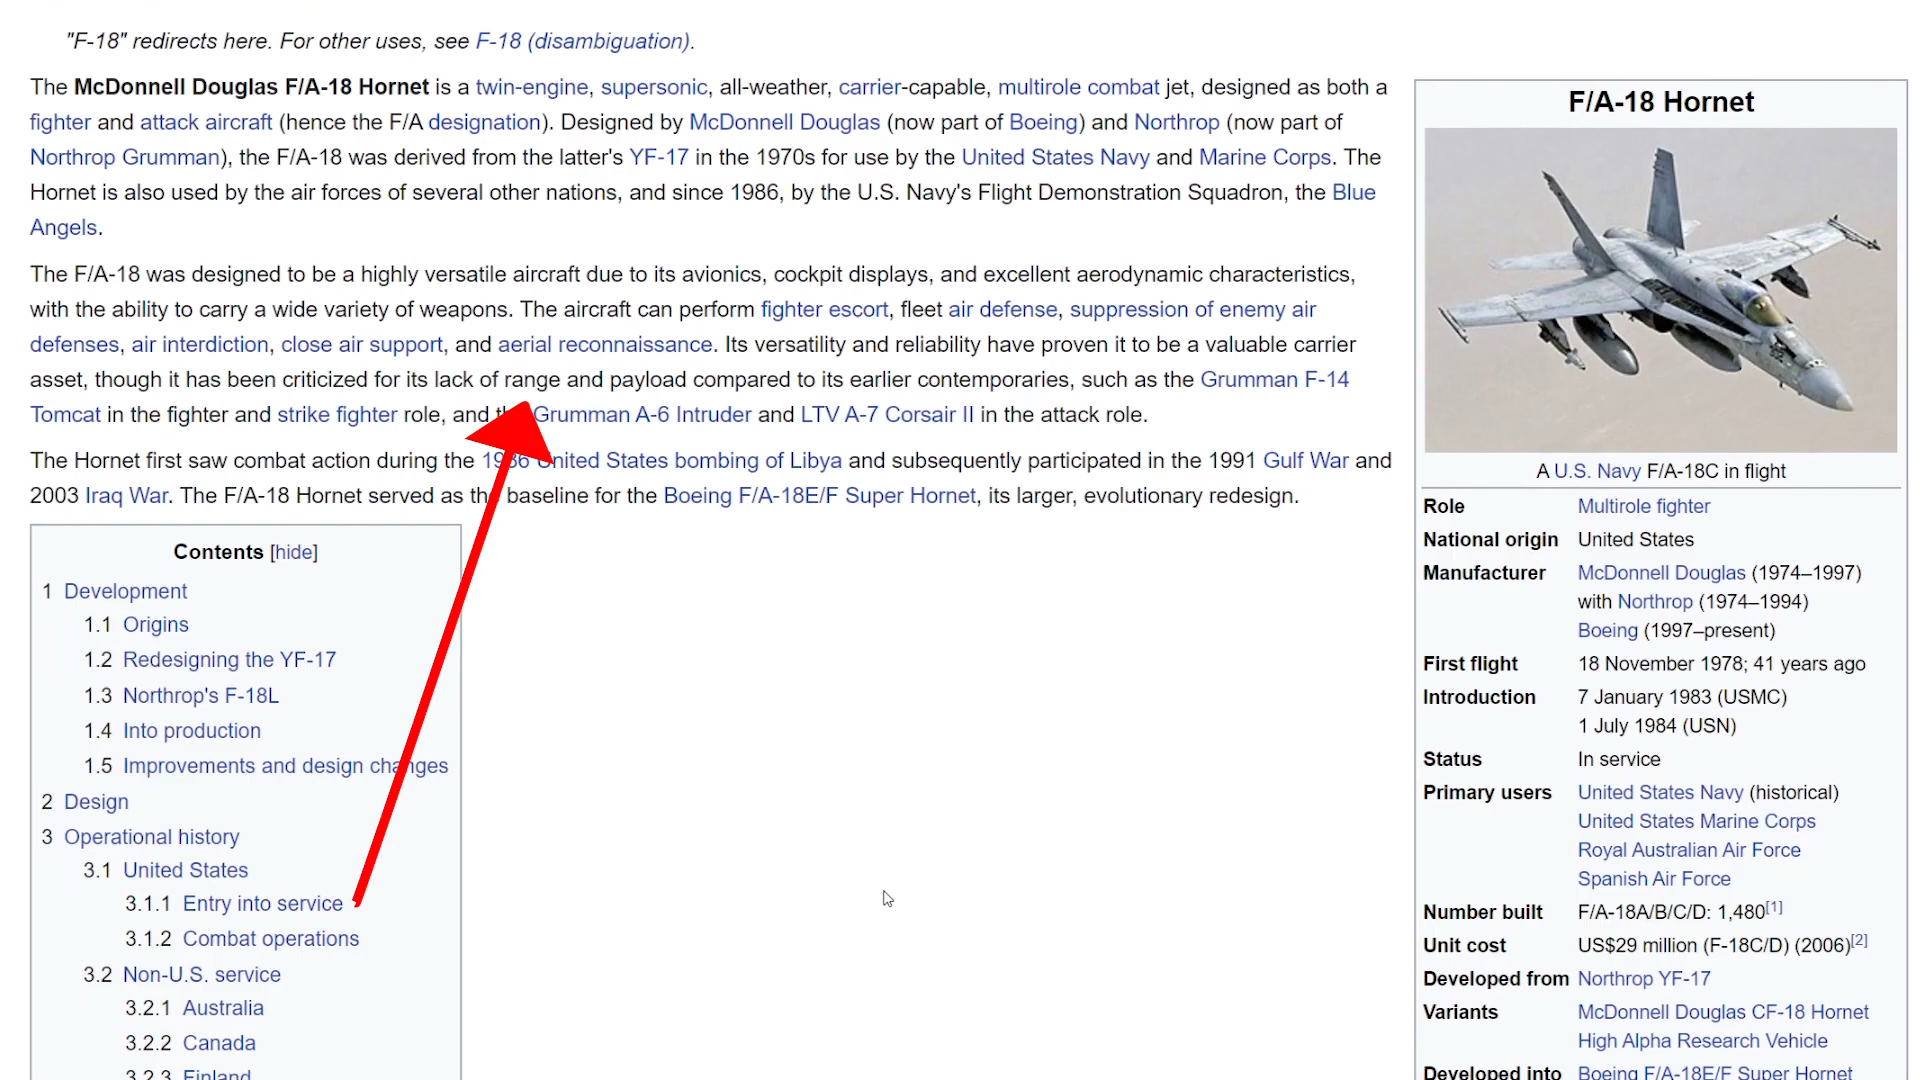 "F-18" redirects here. For other uses, see F-18 (disambiguation).
The McDonnell Douglas F/A-18 Hornet is a twin-engine, supersonic, all-weather, carrier-capable, multirole combat jet, designed as both a
fighter and attack aircraft (hence the F/A designation). Designed by McDonnell Douglas (now part of Boeing) and Northrop (now part of
Northrop Grumman), the F/A-18 was derived from the latter's YF-17 in the 1970s for use by the United States Navy and Marine Corps. The
Hornet is also used by the air forces of several other nations, and since 1986, by the U.S. Navy's Flight Demonstration Squadron, the Blue
Angels.
The F/A-18 was designed to be a highly versatile aircraft due to its avionics, cockpit displays, and excellent aerodynamic characteristics,
with the ability to carry a wide variety of weapons. The aircraft can perform fighter escort, fleet air defense, suppression of enemy air
defenses, air interdiction, close air support, and aerial reconnaissance. Its versatility and reliability have proven it to be a valuable carrier
asset, though it has been criticized for its lack of range and payload compared to its earlier contemporaries, such as the Grumman F-14
Tomcat in the fighter and strike fighter role, and the Grumman A-6 Intruder and LTV A-7 Corsair II in the attack role.
The Hornet first saw combat action during the 1986 United States bombing of Libya and subsequently participated in the 1991 Gulf War and
2003 Iraq War. The F/A-18 Hornet served as the baseline for the Boeing F/A-18E/F Super Hornet, its larger, evolutionary redesign.
Contents [hide]
1 Development
1.1 Origins
1.2 Redesigning the YF-17
1.3 Northrop's F-18L
1.4 Into production
1.5 Improvements and design changes
2 Design
3 Operational history
3.1 United States
3.1.1 Entry into service
3.1.2 Combat operations
3.2 Non-U.S. service
3.2.1 Australia
3.2.2 Canada
3.2.3 Finland
F/A-18 Hornet
A U.S. Navy F/A-18C in flight
Role Multirole fighter
National origin United States
Manufacturer McDonnell Douglas (1974–1997)
with Northrop (1974–1994)
Boeing (1997–present)
First flight 18 November 1978; 41 years ago
Introduction 7 January 1983 (USMC)
1 July 1984 (USN)
Status In service
Primary users United States Navy (historical)
United States Marine Corps
Royal Australian Air Force
Spanish Air Force
Number built F/A-18A/B/C/D: 1,480[1]
Unit cost US$29 million (F-18C/D) (2006)[2]
Developed from Northrop YF-17
Variants McDonnell Douglas CF-18 Hornet
High Alpha Research Vehicle
Developed into Boeing F/A-18E/F Super Hornet